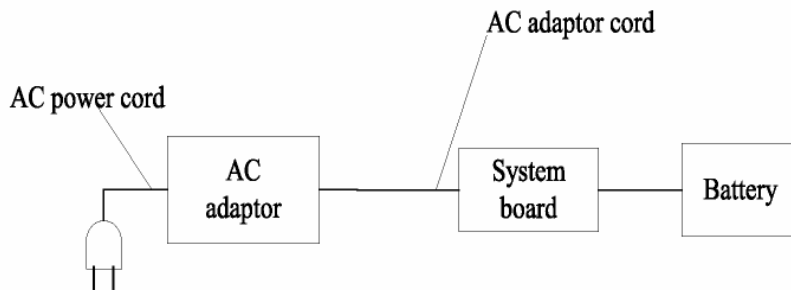 AC adaptor cord
AC power cord
AC
adaptor
System
board
Battery